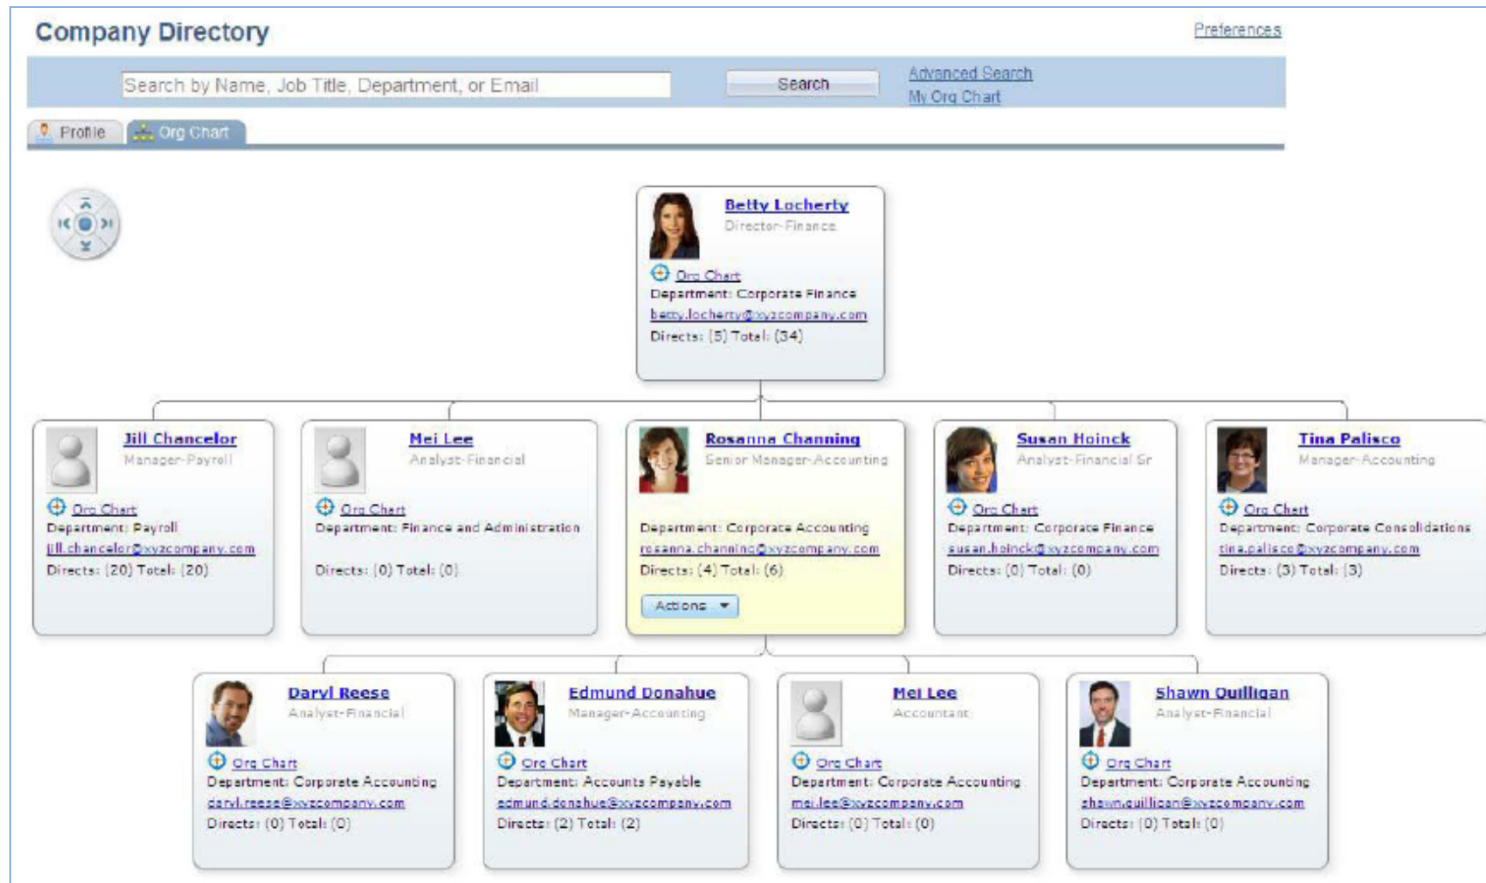 Company Directory
Preferences
Search by Name, Job Title, Department, or Email
Search
Advanced Search
My Org Chart
Profile
Org Chart
Betty Locherty
Director-Finance
Org Chart
Department: Corporate Finance
betty.locherty@xyzcompany.com
Directs: (5) Total: (34)
Jill Chancelor
Manager-Payroll
Org Chart
Department: Payroll
jill.chancelor@xyzcompany.com
Directs: (20) Total: (20)
Mei Lee
Analyst-Financial
Org Chart
Department: Finance and Administration
Directs: (0) Total: (0)
Rosanna Channing
Senior Manager-Accounting
Department: Corporate Accounting
rosanna.channing@xyzcompany.com
Directs: (4) Total: (6)
Actions
Susan Hoinck
Analyst-Financial Sr
Org Chart
Department: Corporate Finance
susan.hoinck@xyzcompany.com
Directs: (0) Total: (0)
Tina Palisco
Manager-Accounting
Org Chart
Department: Corporate Consolidations
tina.palisco@xyzcompany.com
Directs: (3) Total: (3)
Daryl Reese
Analyst-Financial
Org Chart
Department: Corporate Accounting
daryl.reese@xyzcompany.com
Directs: (0) Total: (0)
Edmund Donahue
Manager-Accounting
Org Chart
Department: Accounts Payable
edmund.donahue@xyzcompany.com
Directs: (2) Total: (2)
Mei Lee
Accountant
Org Chart
Department: Corporate Accounting
mei.lee@xyzcompany.com
Directs: (0) Total: (0)
Shawn Quilligan
Analyst-Financial
Org Chart
Department: Corporate Accounting
shawn.quilligan@xyzcompany.com
Directs: (0) Total: (0)